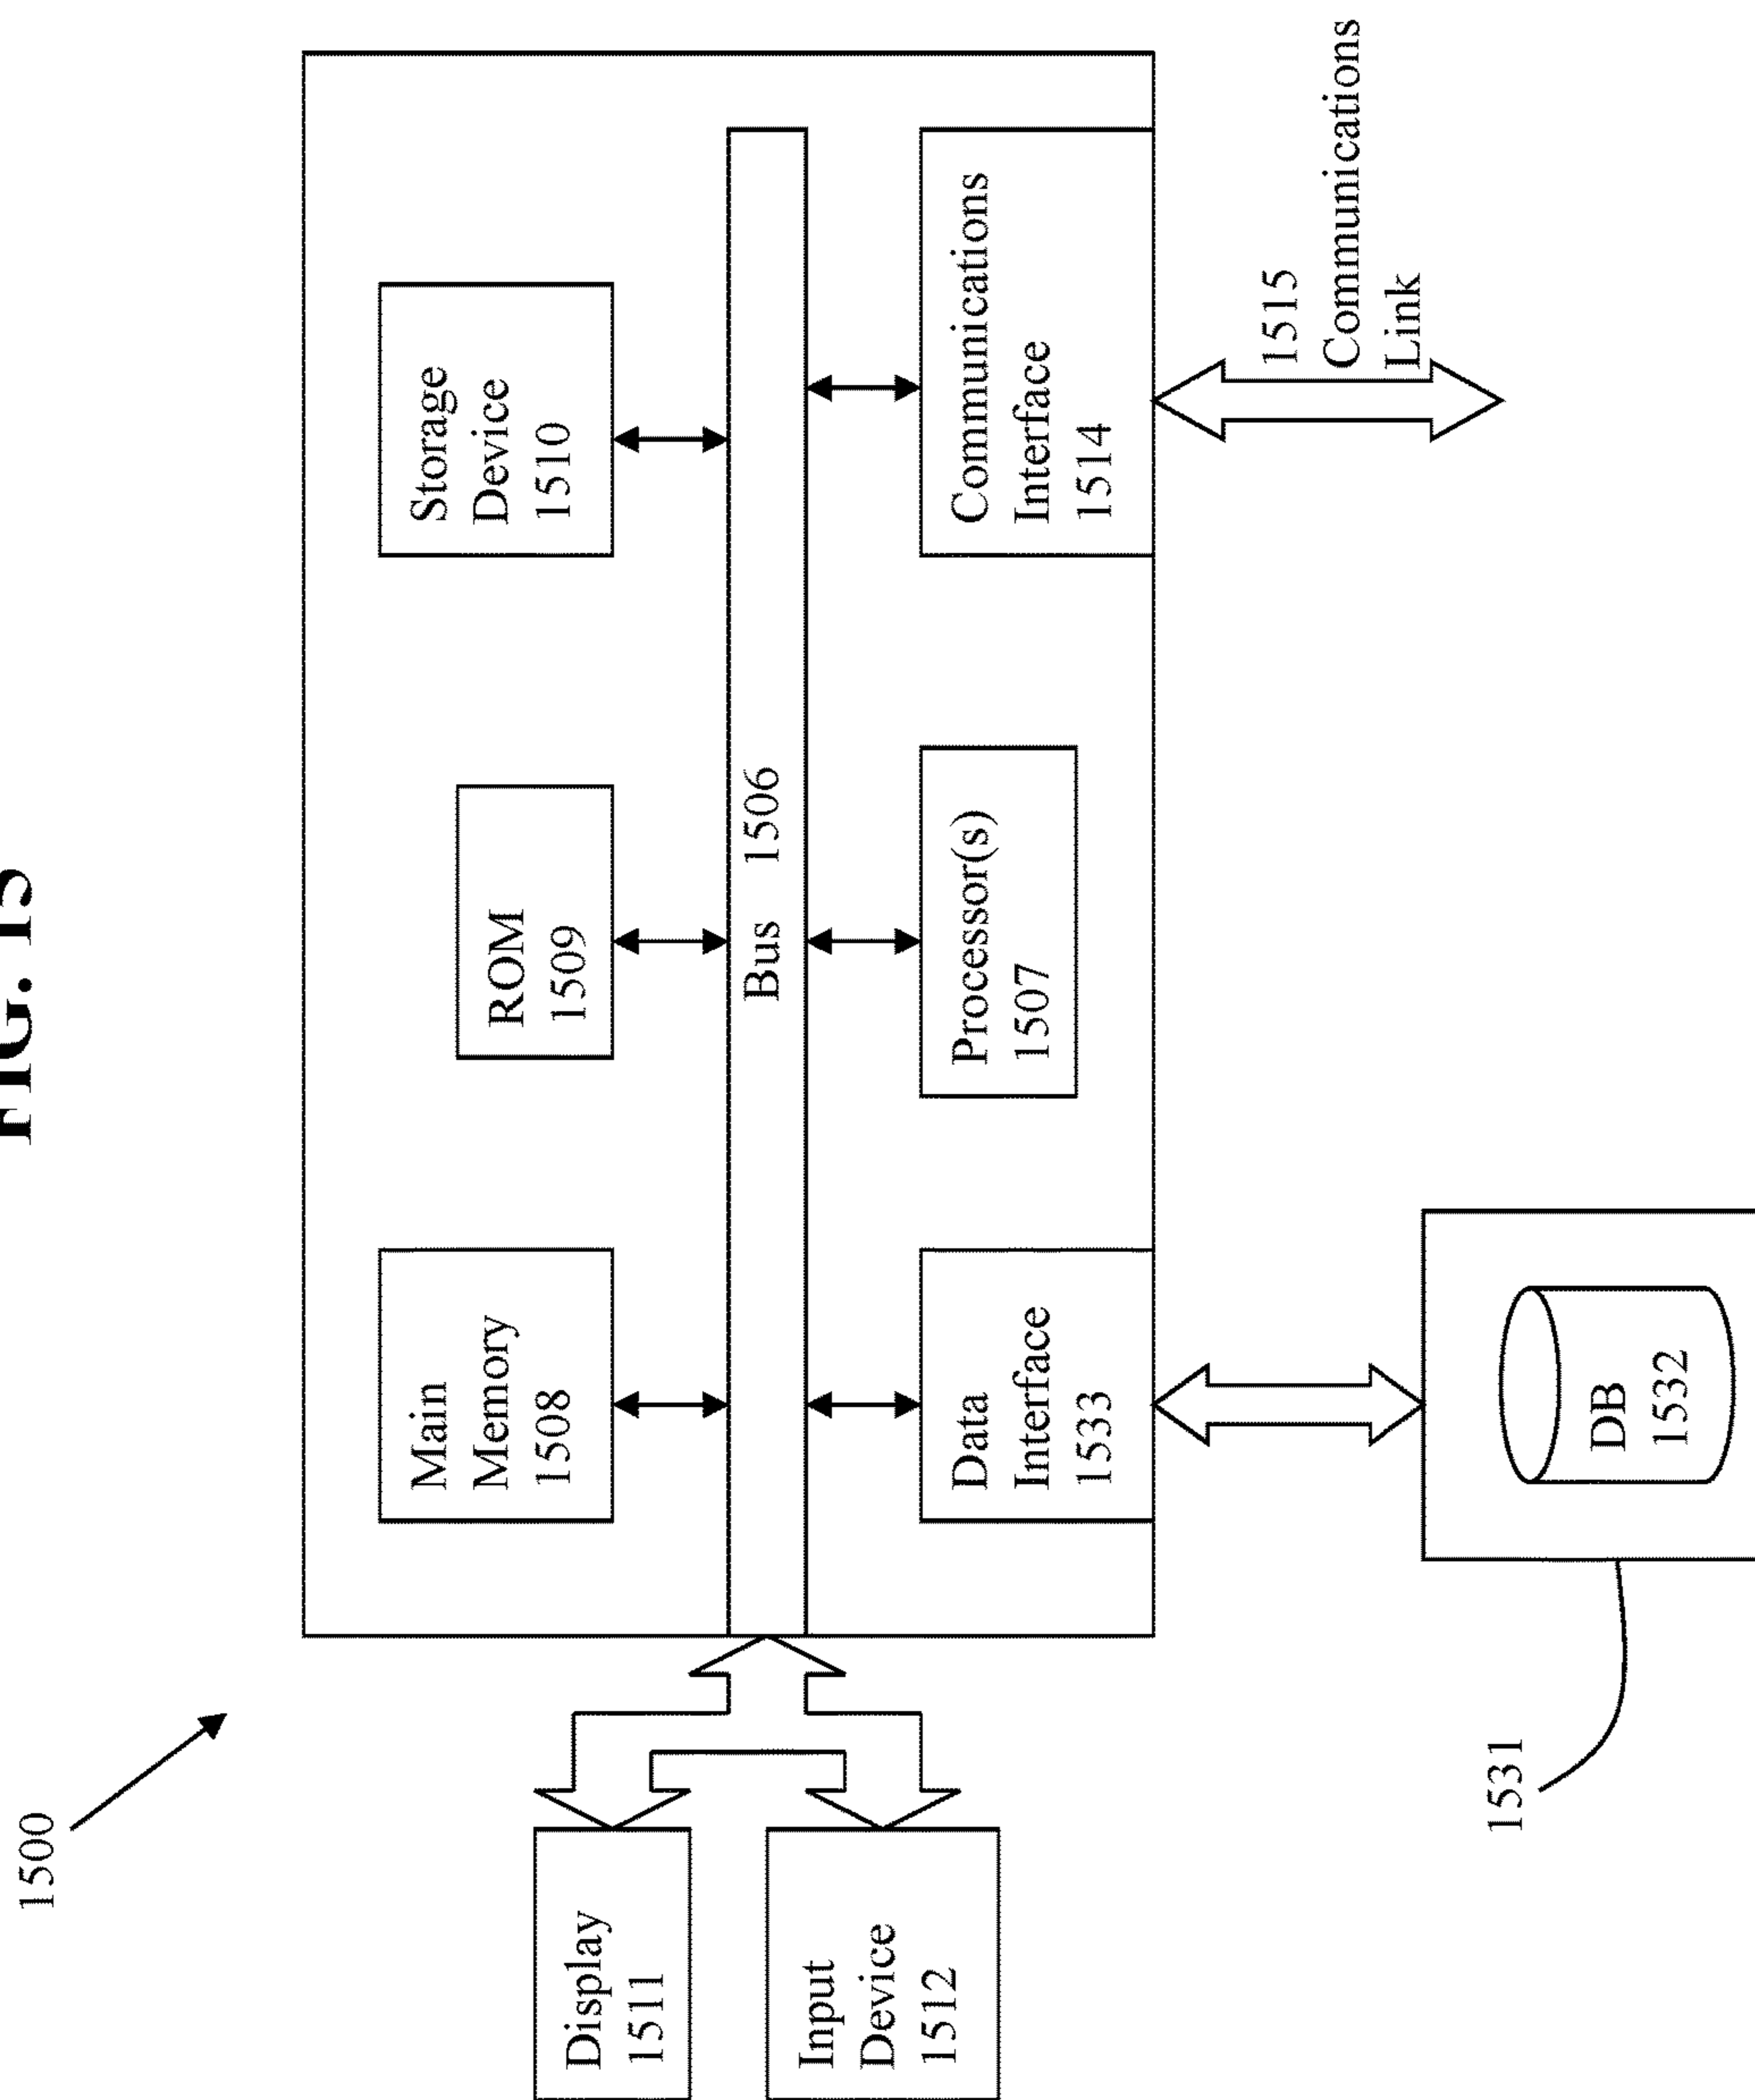 FIG. 15
1500
Main
Memory
1508
ROM
1509
Storage
Device
1510
Display
1511
Bus 1506
Input
Device
1512
Data
Interface
1533
Processor(s)
1507
Communications
Interface
1514
1515
Communications
Link
1531
DB
1532